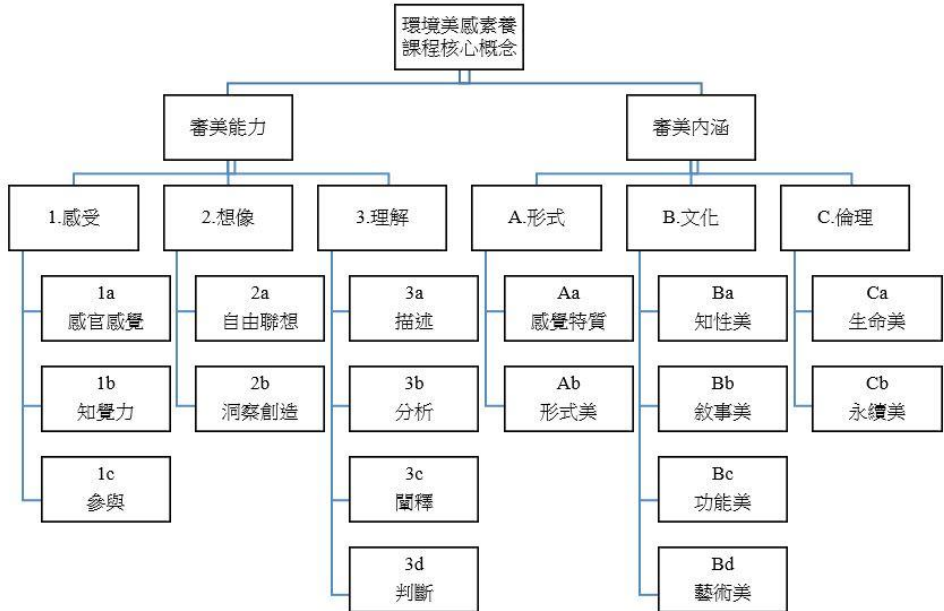 環境美感素養
課程核心概念
審美能力
審美內涵
1.感受
2.想像
3.理解
A.形式
B.文化
C.倫理
1a
感官感覺
2a
自由聯想
3a
描述
Aa
感覺特質
Ba
知性美
Ca
生命美
1b
知覺力
2b
洞察創造
3b
分析
Ab
形式美
Bb
敘事美
Cb
永續美
1c
參與
3c
闡釋
Bc
功能美
3d
判斷
Bd
藝術美